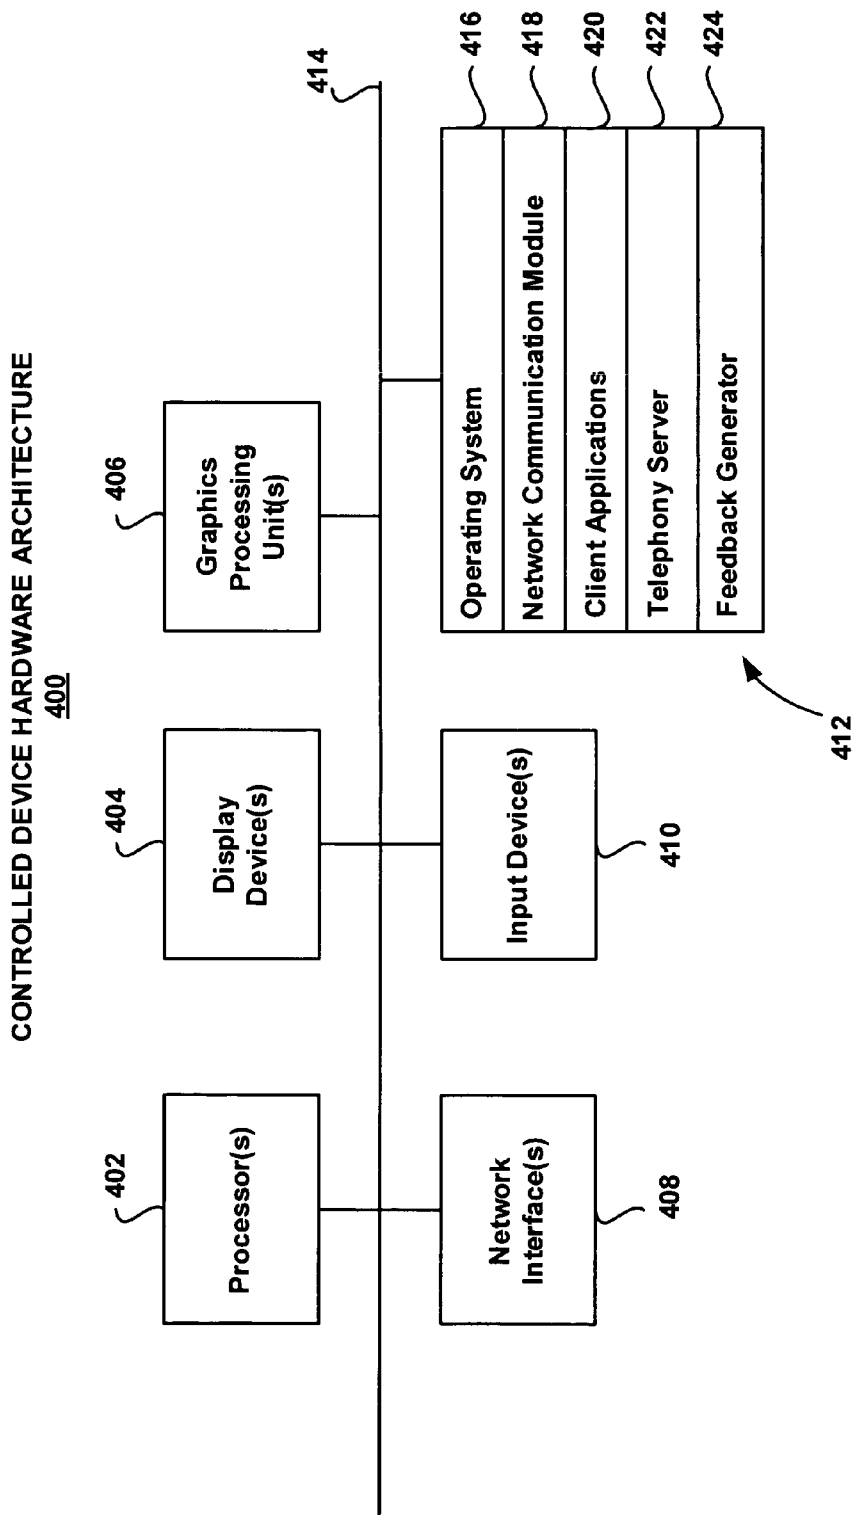 CONTROLLED DEVICE HARDWARE ARCHITECTURE
400
402
Processor(s)
404
Display
Device(s)
406
Graphics
Processing
Unit(s)
414
Network
Interface(s)
408
Input Device(s)
410
Operating System
416
Network Communication Module
418
Client Applications
420
Telephony Server
422
Feedback Generator
424
412